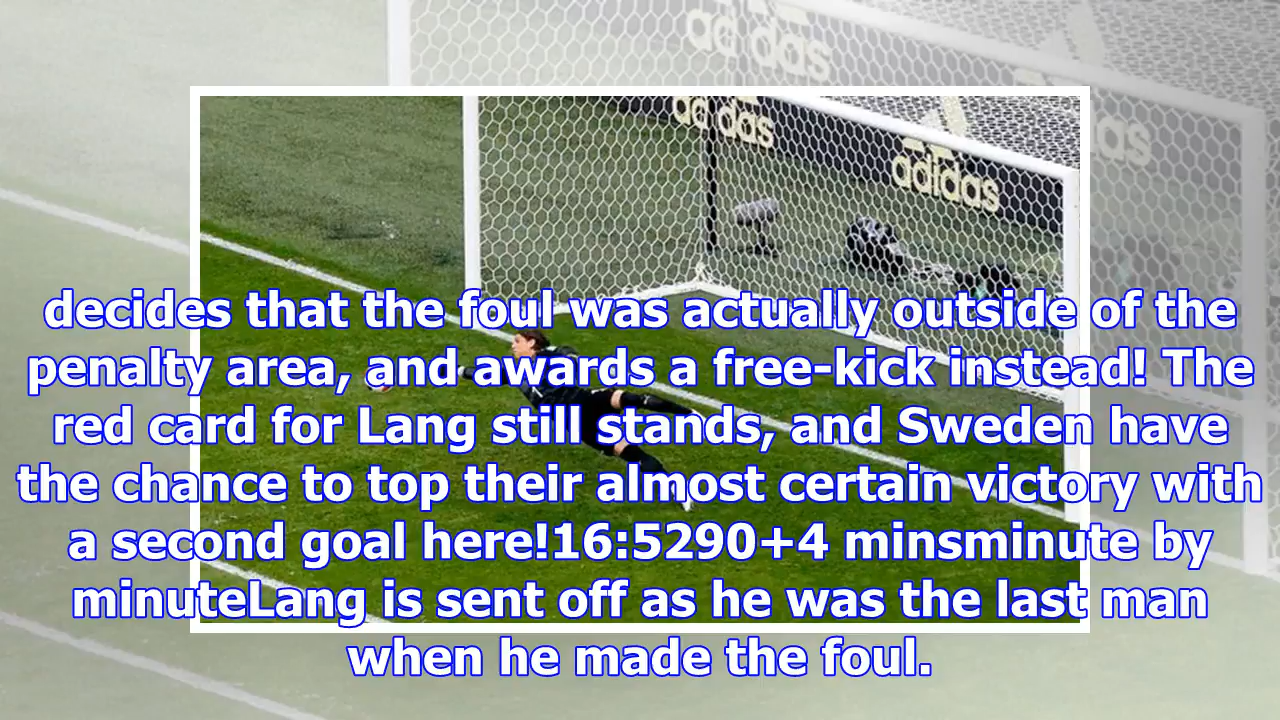 adidas
das
adidas
adidas
decides that the foul was actually outside of the
penalty area, and awards a free-kick instead! The
red card for Lang still stands, and Sweden have
the chance to top their almost certain victory with
a second goal here!16:5290+4 minsminute by
minuteLang is sent off as he was the last man
when he made the foul.